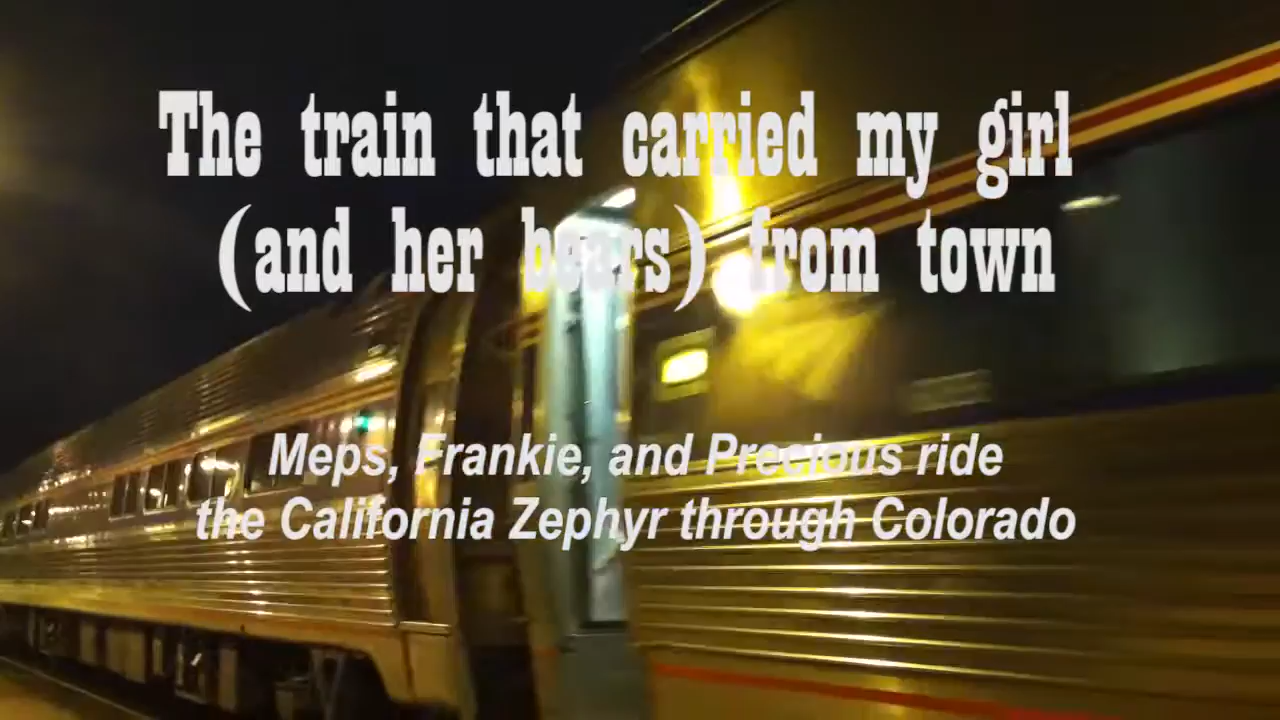 The train that carried my girl
(and her bears) from town
Meps, Frankie, and Precious ride
the California Zephyr through Colorado